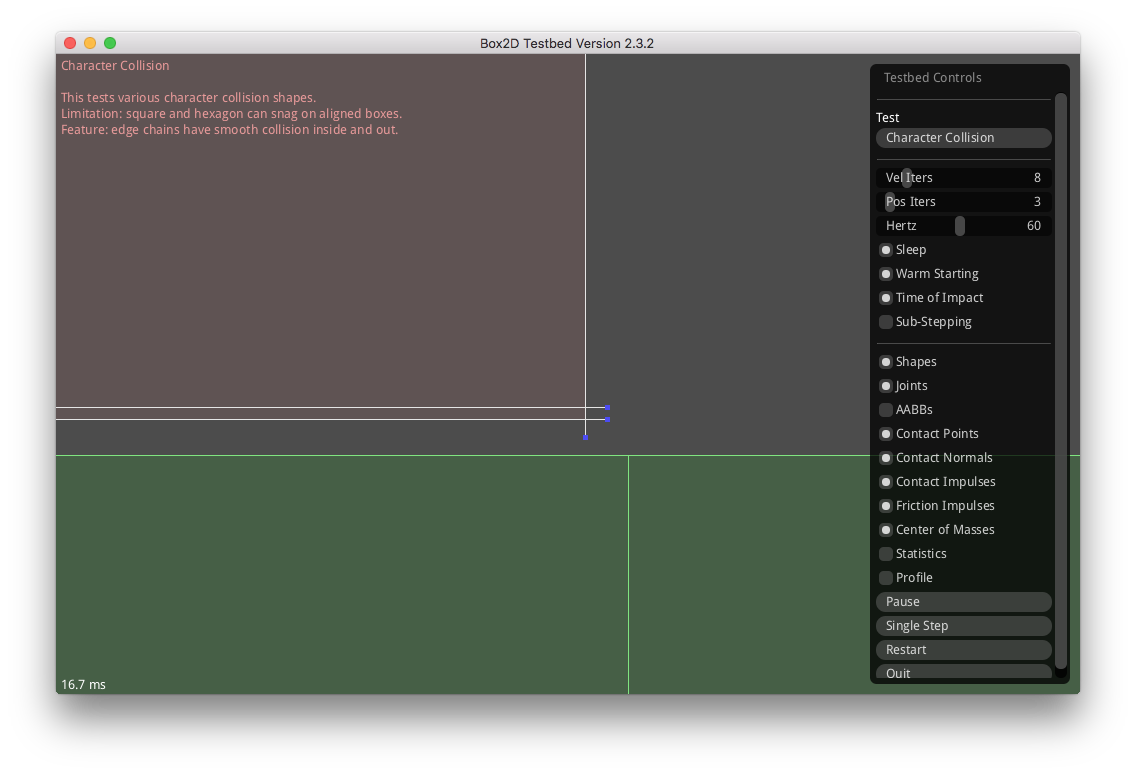 Box2D Testbed Version 2.3.2
Character Collision
This tests various character collision shapes.
Limitation: square and hexagon can snag on aligned boxes.
Feature: edge chains have smooth collision inside and out.
Testbed Controls
Test
Character Collision
Vel Iters 8
Pos Iters 3
Hertz 60
Sleep
Warm Starting
Time of Impact
Sub-Stepping
Shapes
Joints
AABBs
Contact Points
Contact Normals
Contact Impulses
Friction Impulses
Center of Masses
Statistics
Profile
Pause
Single Step
Restart
Quit
16.7 ms